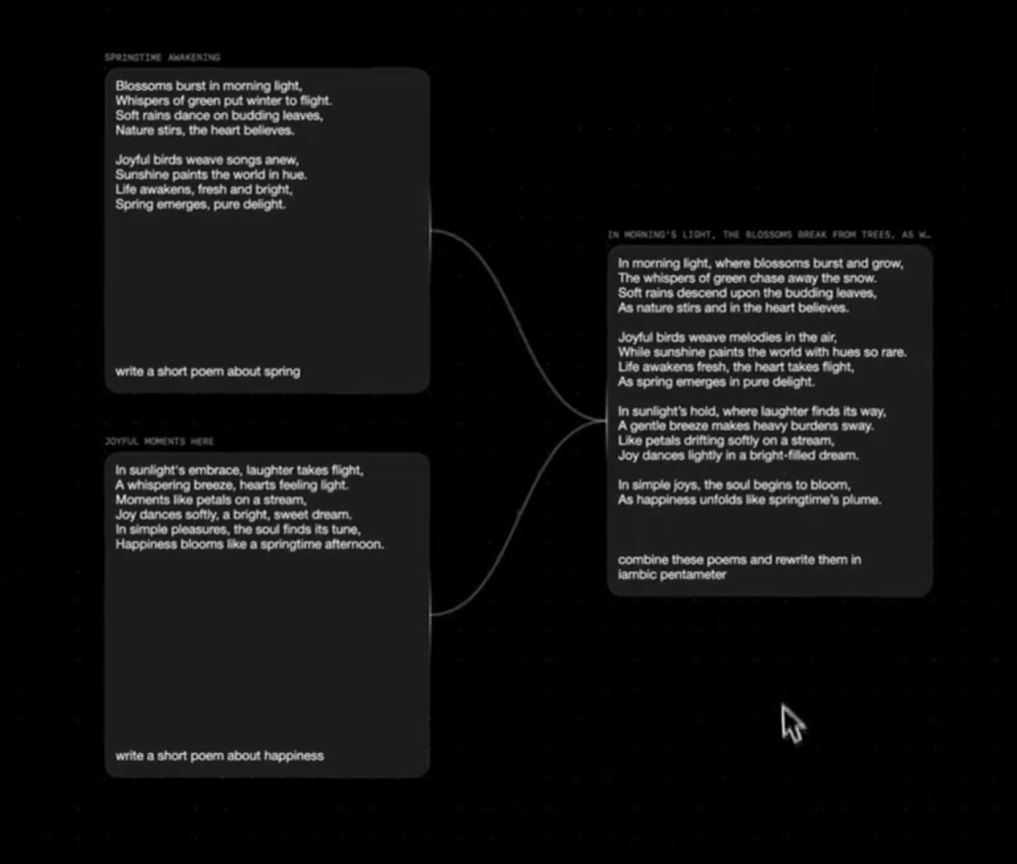 SPRINGTIME AWAKENING
Blossoms burst in morning light,
Whispers of green put winter to flight.
Soft rains dance on budding leaves,
Nature stirs, the heart believes.
Joyful birds weave songs anew,
Sunshine paints the world in hue.
Life awakens, fresh and bright,
Spring emerges, pure delight.
write a short poem about spring
JOYFUL MOMENTS HERE
In sunlight's embrace, laughter takes flight,
A whispering breeze, hearts feeling light.
Moments like petals on a stream,
Joy dances softly, a bright, sweet dream.
In simple pleasures, the soul finds its tune,
Happiness blooms like a springtime afternoon.
write a short poem about happiness
IN MORNING'S LIGHT, THE BLOSSOMS BREAK FROM TREES, AS W…
In morning light, where blossoms burst and grow,
The whispers of green chase away the snow.
Soft rains descend upon the budding leaves,
As nature stirs and in the heart believes.
Joyful birds weave melodies in the air,
While sunshine paints the world with hues so rare.
Life awakens fresh, the heart takes flight,
As spring emerges in pure delight.
In sunlight's hold, where laughter finds its way,
A gentle breeze makes heavy burdens sway.
Like petals drifting softly on a stream,
Joy dances lightly in a bright-filled dream.
In simple joys, the soul begins to bloom,
As happiness unfolds like springtime's plume.
combine these poems and rewrite them in
iambic pentameter